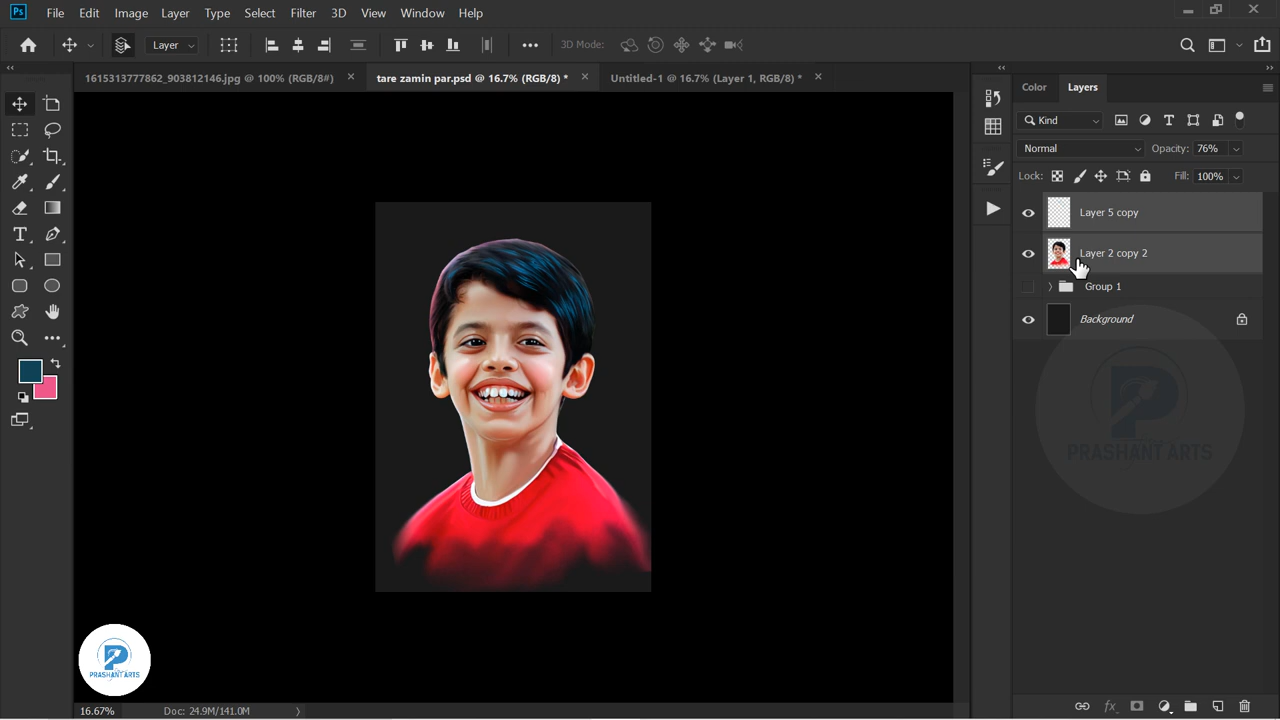 Ps File Edit Image Layer Type Select Filter 3D View Window Help
Layer 3D Mode:
1615313777862_903812146.jpg @ 100% (RGB/8#) tare zamin par.psd @ 16.7% (RGB/8) * Untitled-1 @ 16.7% (Layer 1, RGB/8) *
Color Layers
Kind
Normal Opacity: 76%
Lock: Fill: 100%
Layer 5 copy
Layer 2 copy 2
Group 1
Background
PRASHANT ARTS
PRASHANT ARTS
16.67% Doc: 24.9M/141.0M